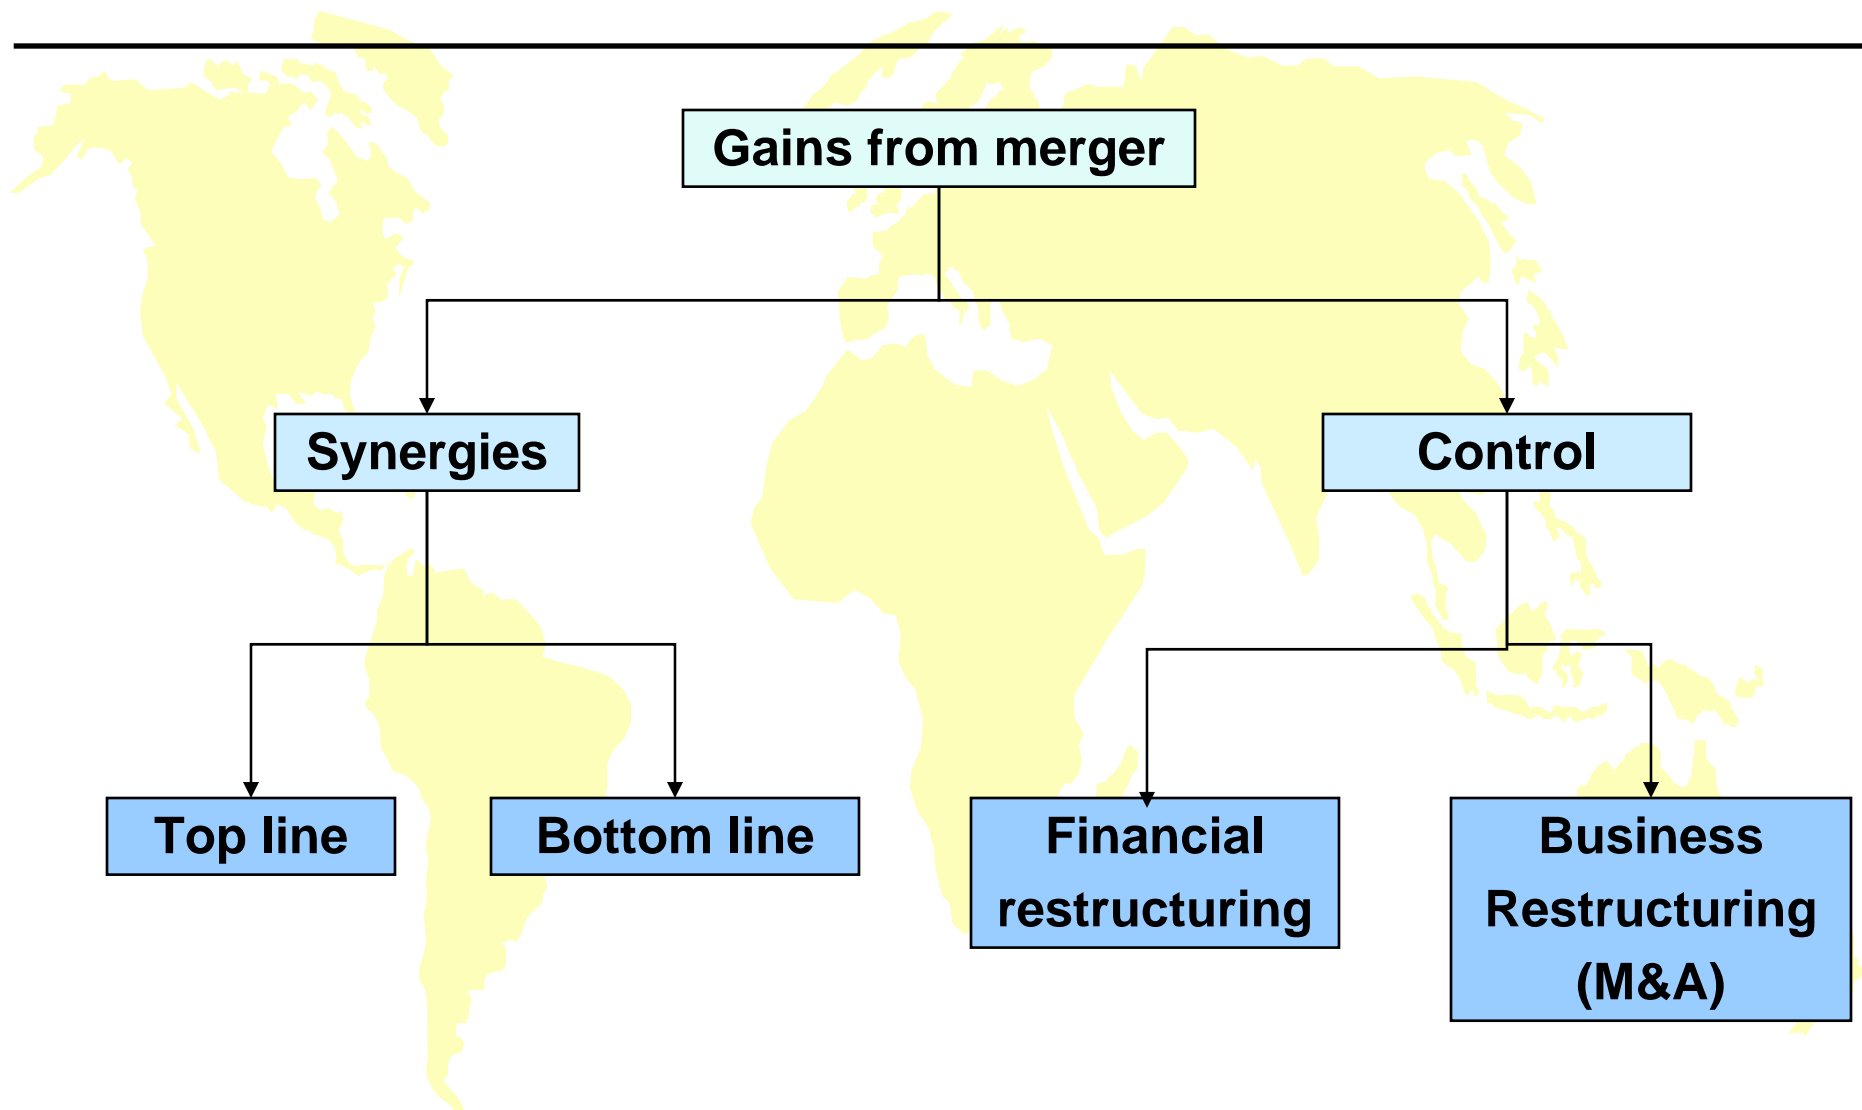 Gains from merger
Synergies
Control
Top line
Bottom line
Financial
restructuring
Business
Restructuring
(M&A)